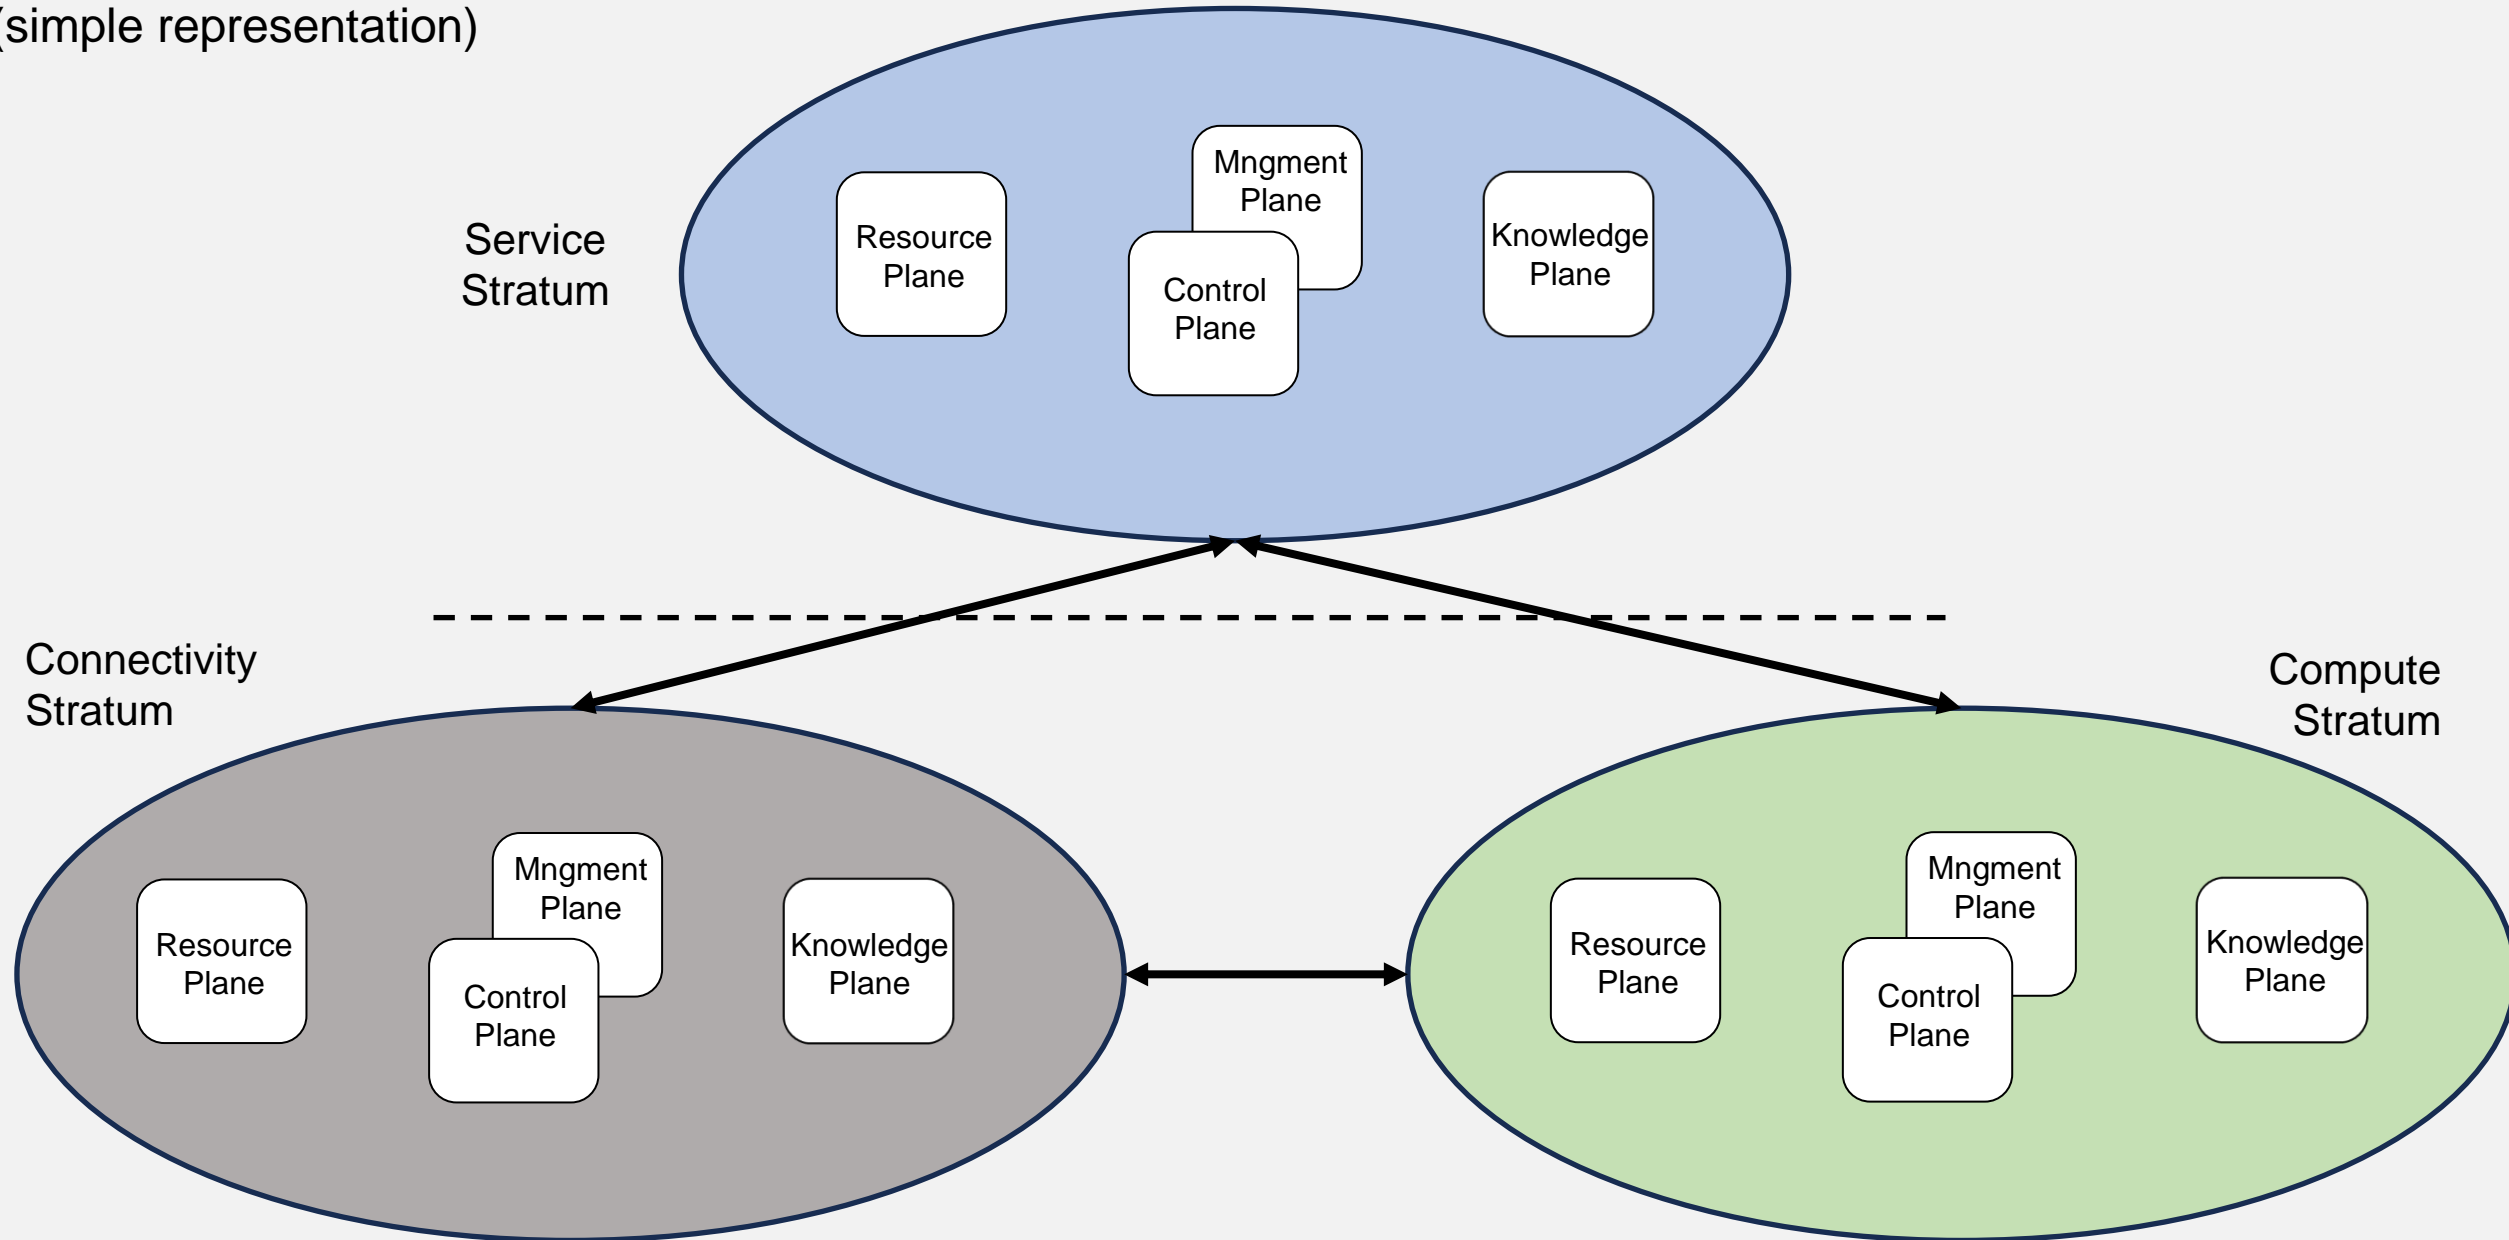 (simple representation)
Service
Stratum
Resource
Plane
Mngment
Plane
Control
Plane
Knowledge
Plane
Connectivity
Stratum
Compute
Stratum
Resource
Plane
Mngment
Plane
Control
Plane
Knowledge
Plane
Resource
Plane
Mngment
Plane
Control
Plane
Knowledge
Plane